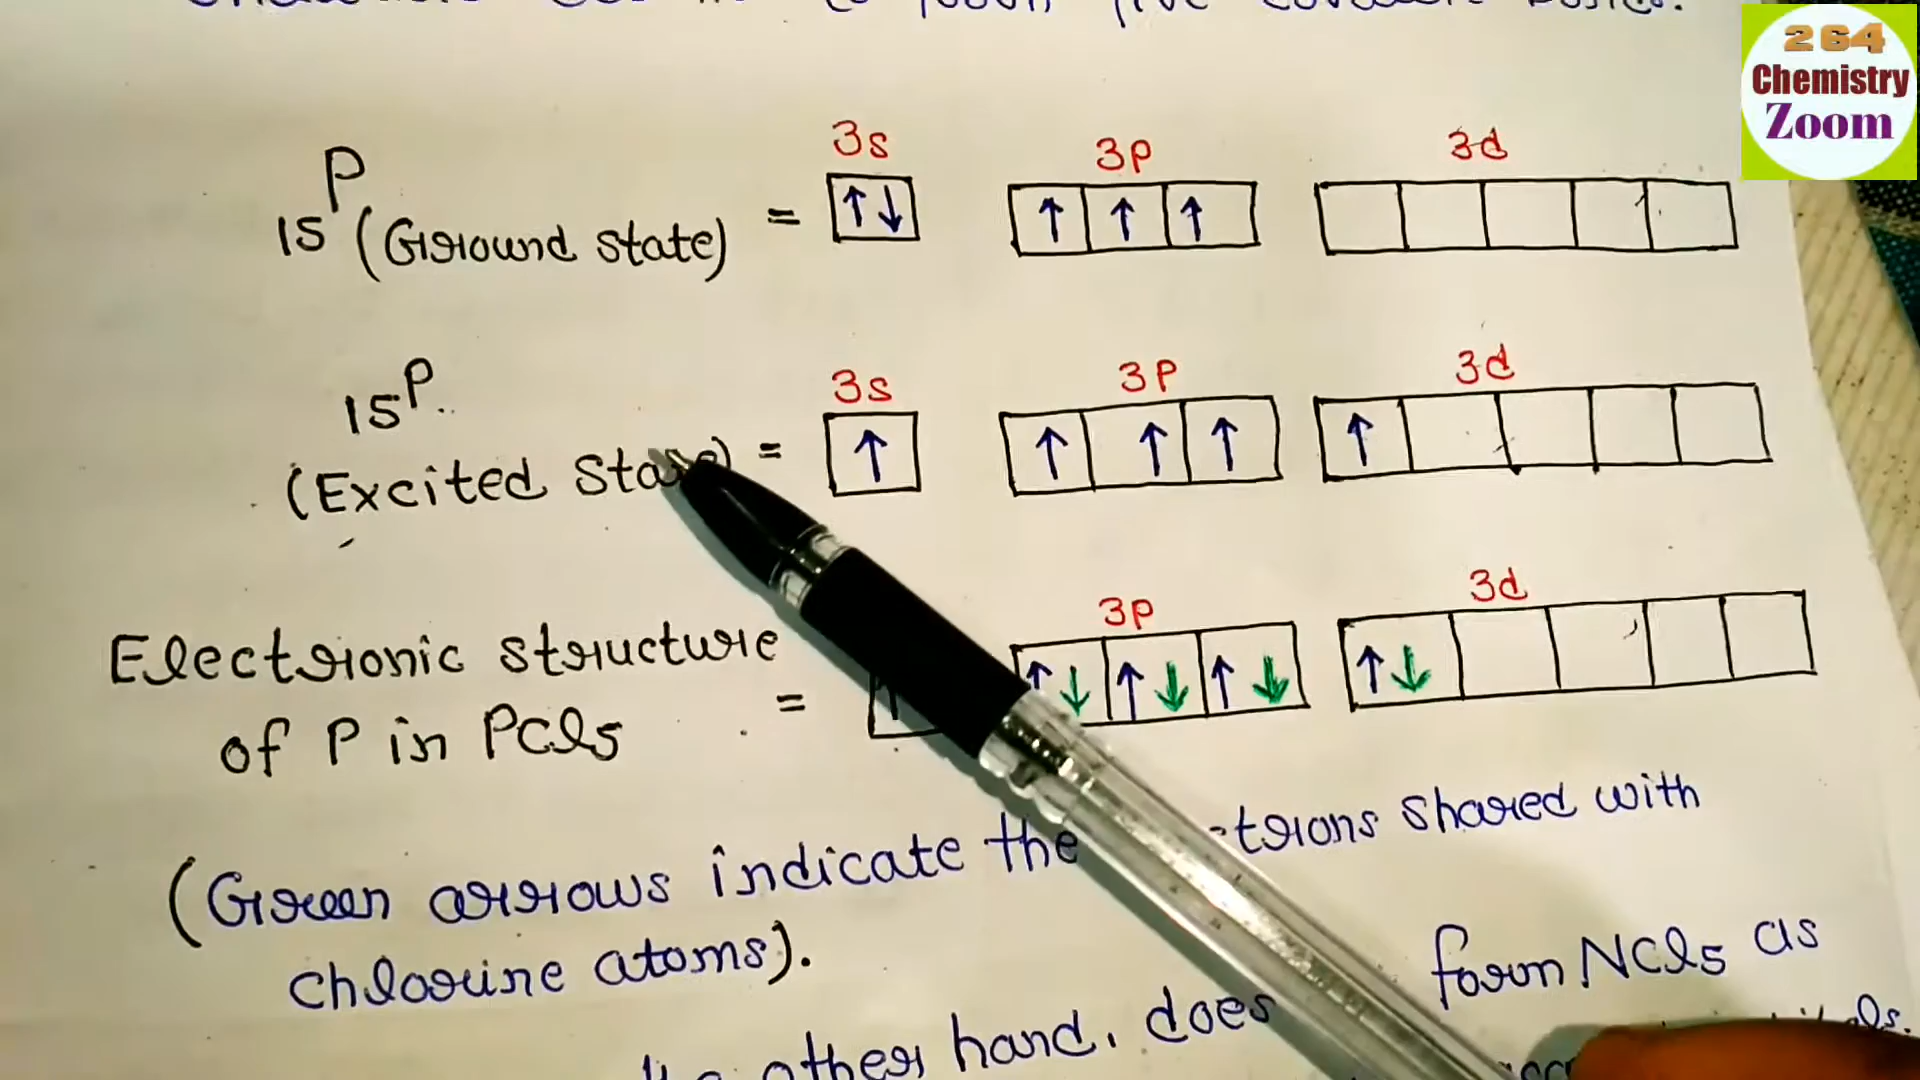 264
Chemistry
Zoom
3s 3p 3d
15P (Ground state) = ↑↓ ↑ ↑ ↑
3s 3p 3d
15P
(Excited = ↑ ↑ ↑ ↑ ↑
3p 3d
Electronic structure
of P in PCl5 = ↑ ↑↓ ↑↓ ↑↓ ↑↓
(Green arrows indicate the shared with
chlorine atoms).
form NCl5 as
other hand, does